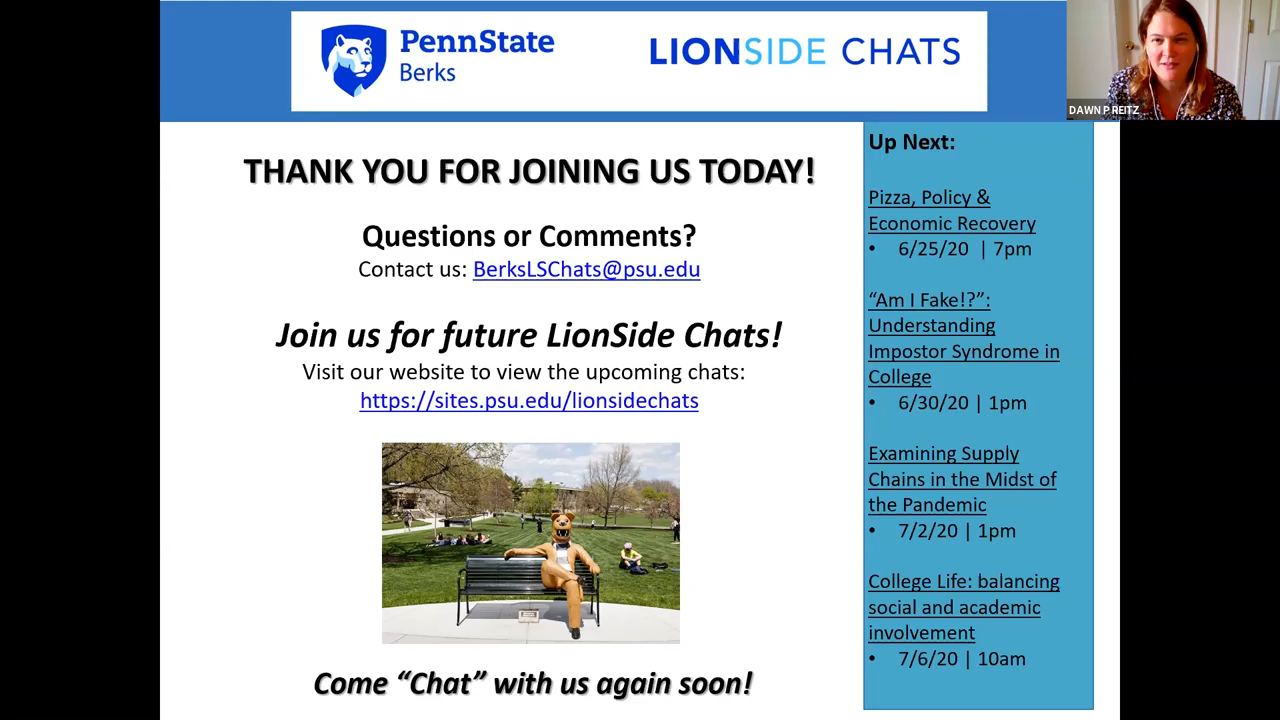 PennState
Berks
LIONSIDE CHATS
DAWN P REITZ
THANK YOU FOR JOINING US TODAY!
Questions or Comments?
Contact us: BerksLSChats@psu.edu
Join us for future LionSide Chats!
Visit our website to view the upcoming chats:
https://sites.psu.edu/lionsidechats
Come “Chat” with us again soon!
Up Next:
Pizza, Policy &
Economic Recovery
• 6/25/20 | 7pm
“Am I Fake!?”:
Understanding
Impostor Syndrome in
College
• 6/30/20 | 1pm
Examining Supply
Chains in the Midst of
the Pandemic
• 7/2/20 | 1pm
College Life: balancing
social and academic
involvement
• 7/6/20 | 10am